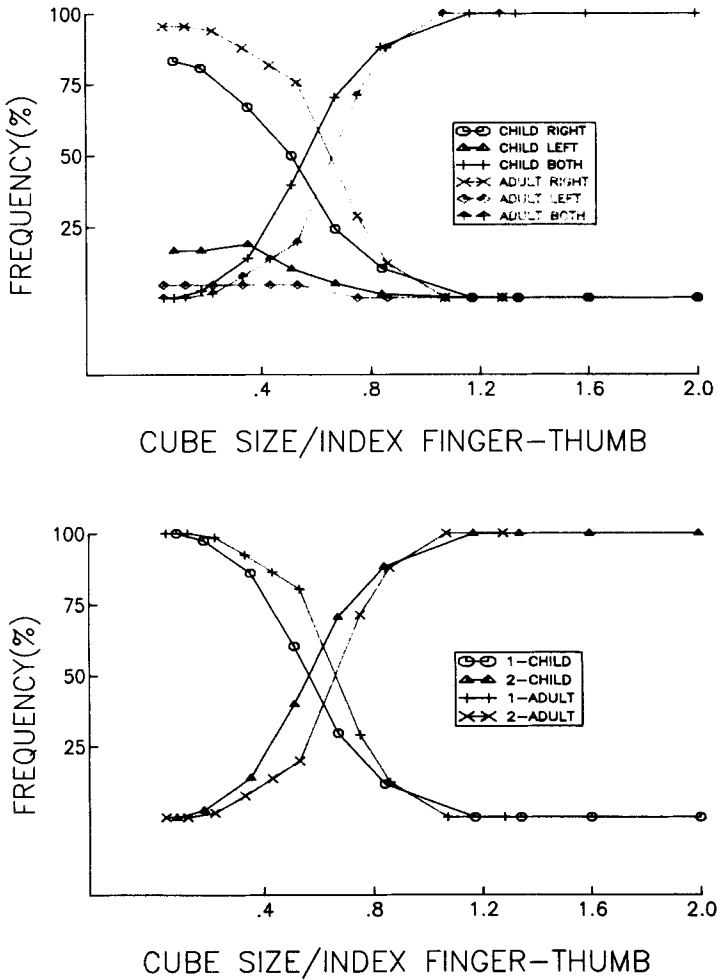 100
75
50
25
FREQUENCY(%)
CHILD RIGHT
CHILD LEFT
CHILD BOTH
ADULT RIGHT
ADULT LEFT
ADULT BOTH
.4
.8
1.2
1.6
2.0
CUBE SIZE/INDEX FINGER-THUMB
100
75
50
25
FREQUENCY(%)
1-CHILD
2-CHILD
1-ADULT
2-ADULT
.4
.8
1.2
1.6
2.0
CUBE SIZE/INDEX FINGER-THUMB